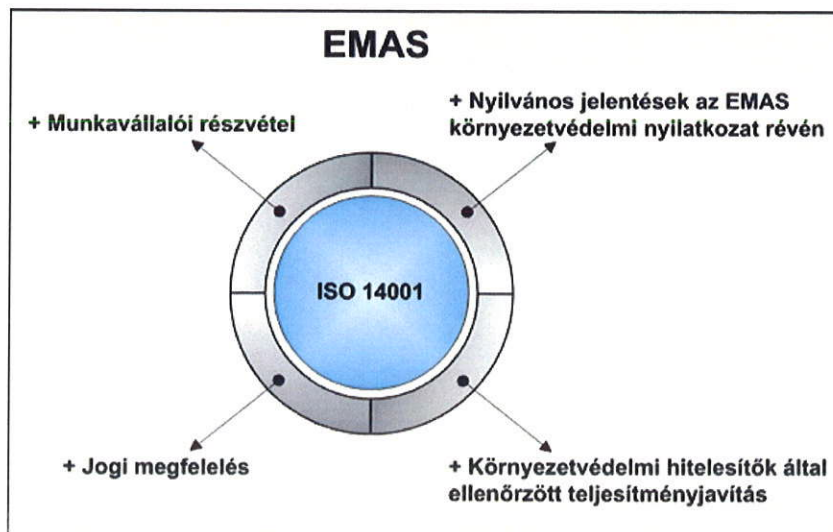 EMAS
+ Munkavállalói részvétel
+ Nyilvános jelentések az EMAS
környezetvédelmi nyilatkozat révén
ISO 14001
+ Jogi megfelelés
+ Környezetvédelmi hitelesítők által
ellenőrzött teljesítményjavítás